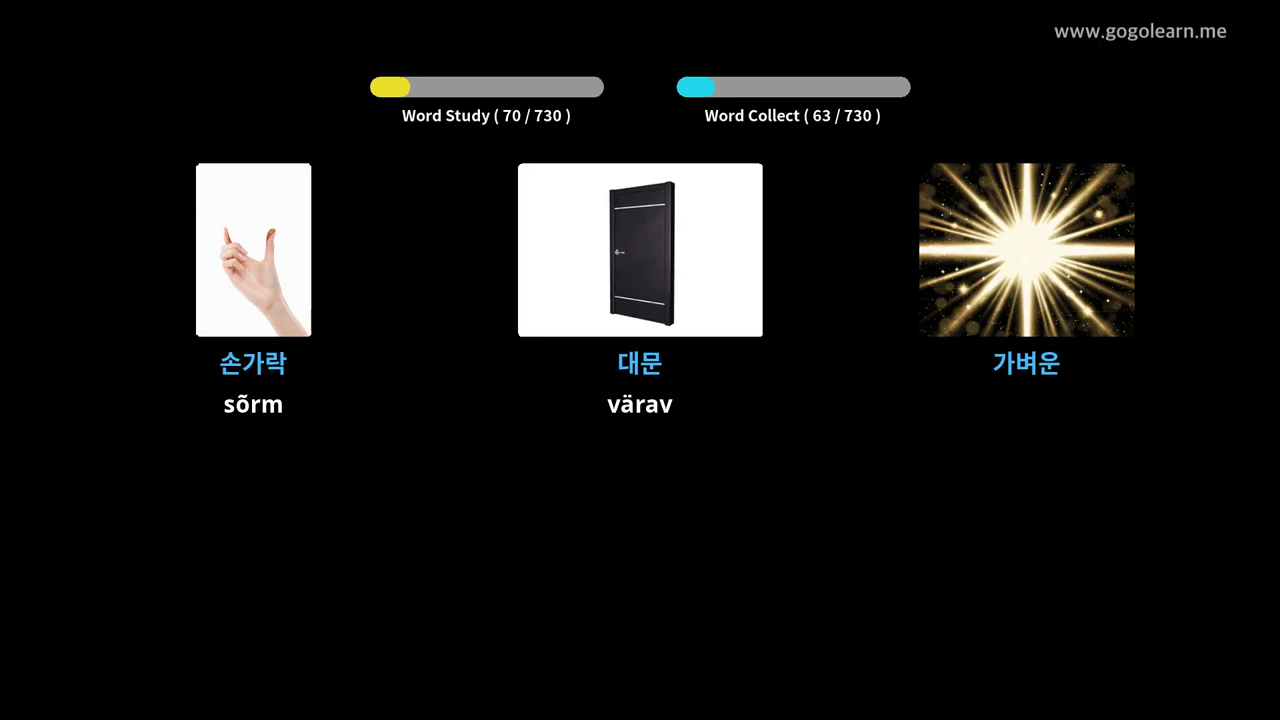 www.gogolearn.me
Word Study ( 70 / 730 )
Word Collect ( 63 / 730 )
손가락
대문
가벼운
sõrm
värav